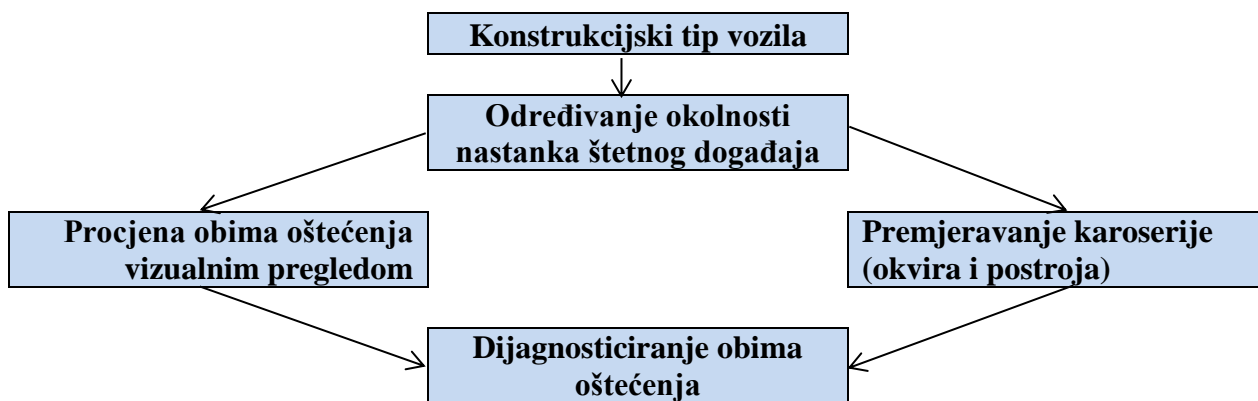 Konstrukcijski tip vozila
Određivanje okolnosti
nastanka štetnog događaja
Procjena obima oštećenja
vizualnim pregledom
Premjeravanje karoserije
(okvira i postroja)
Dijagnosticiranje obima
oštećenja